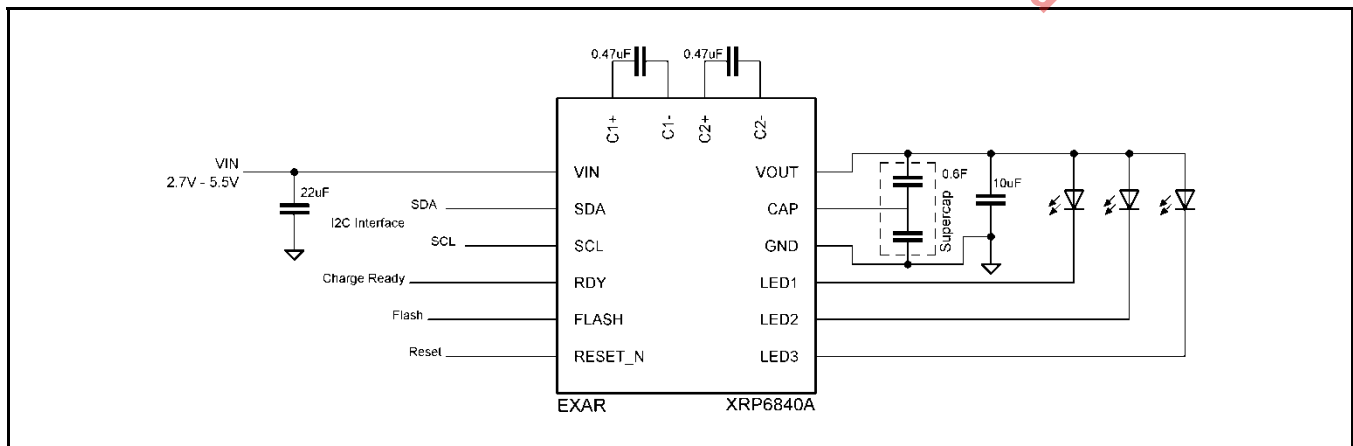 0.47uF
0.47uF
C1+
C1-
C2+
C2-
VIN
2.7V - 5.5V
22uF
SDA
I2C Interface
SCL
Charge Ready
Flash
Reset
VIN
SDA
SCL
RDY
FLASH
RESET_N
VOUT
CAP
GND
LED1
LED2
LED3
0.6F
Supercap
10uF
EXAR
XRP6840A